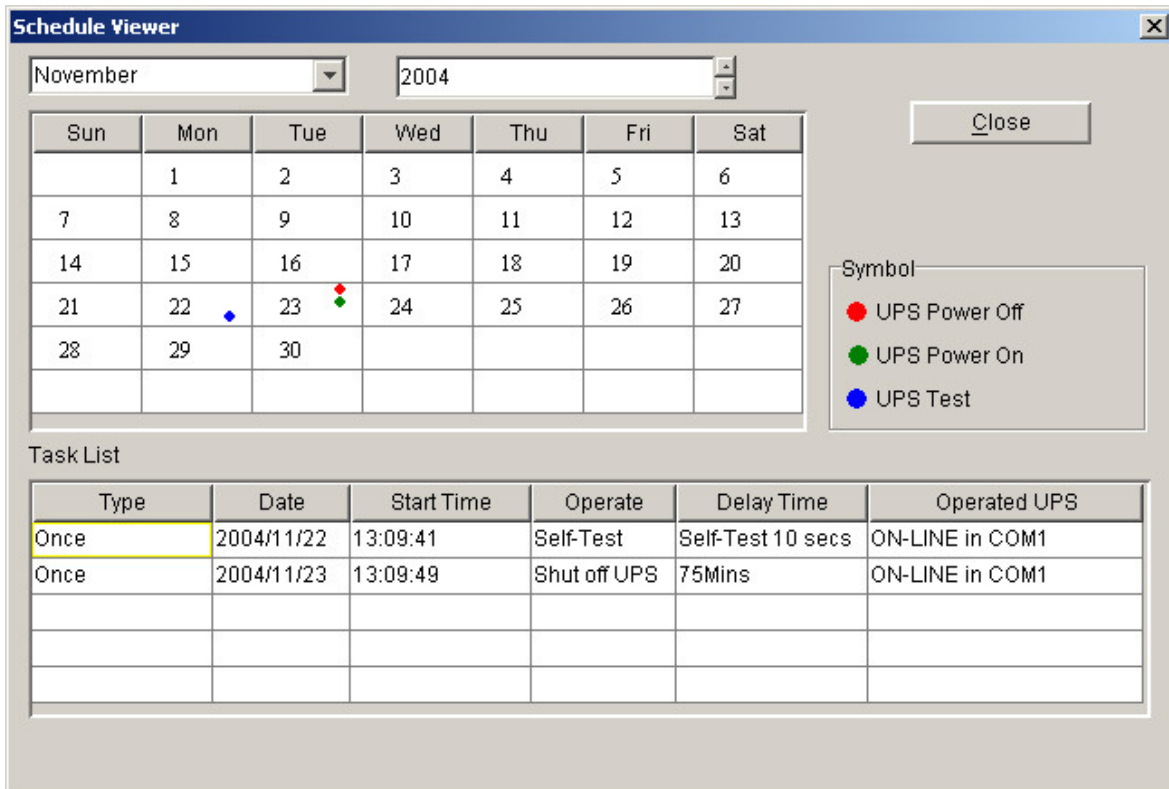 Schedule Viewer
November 2004
Close
Sun Mon Tue Wed Thu Fri Sat
1 2 3 4 5 6
7 8 9 10 11 12 13
14 15 16 17 18 19 20
21 22 23 24 25 26 27
28 29 30
Symbol
UPS Power Off
UPS Power On
UPS Test
Task List
Type Date Start Time Operate Delay Time Operated UPS
Once 2004/11/22 13:09:41 Self-Test Self-Test 10 secs ON-LINE in COM1
Once 2004/11/23 13:09:49 Shut off UPS 75Mins ON-LINE in COM1